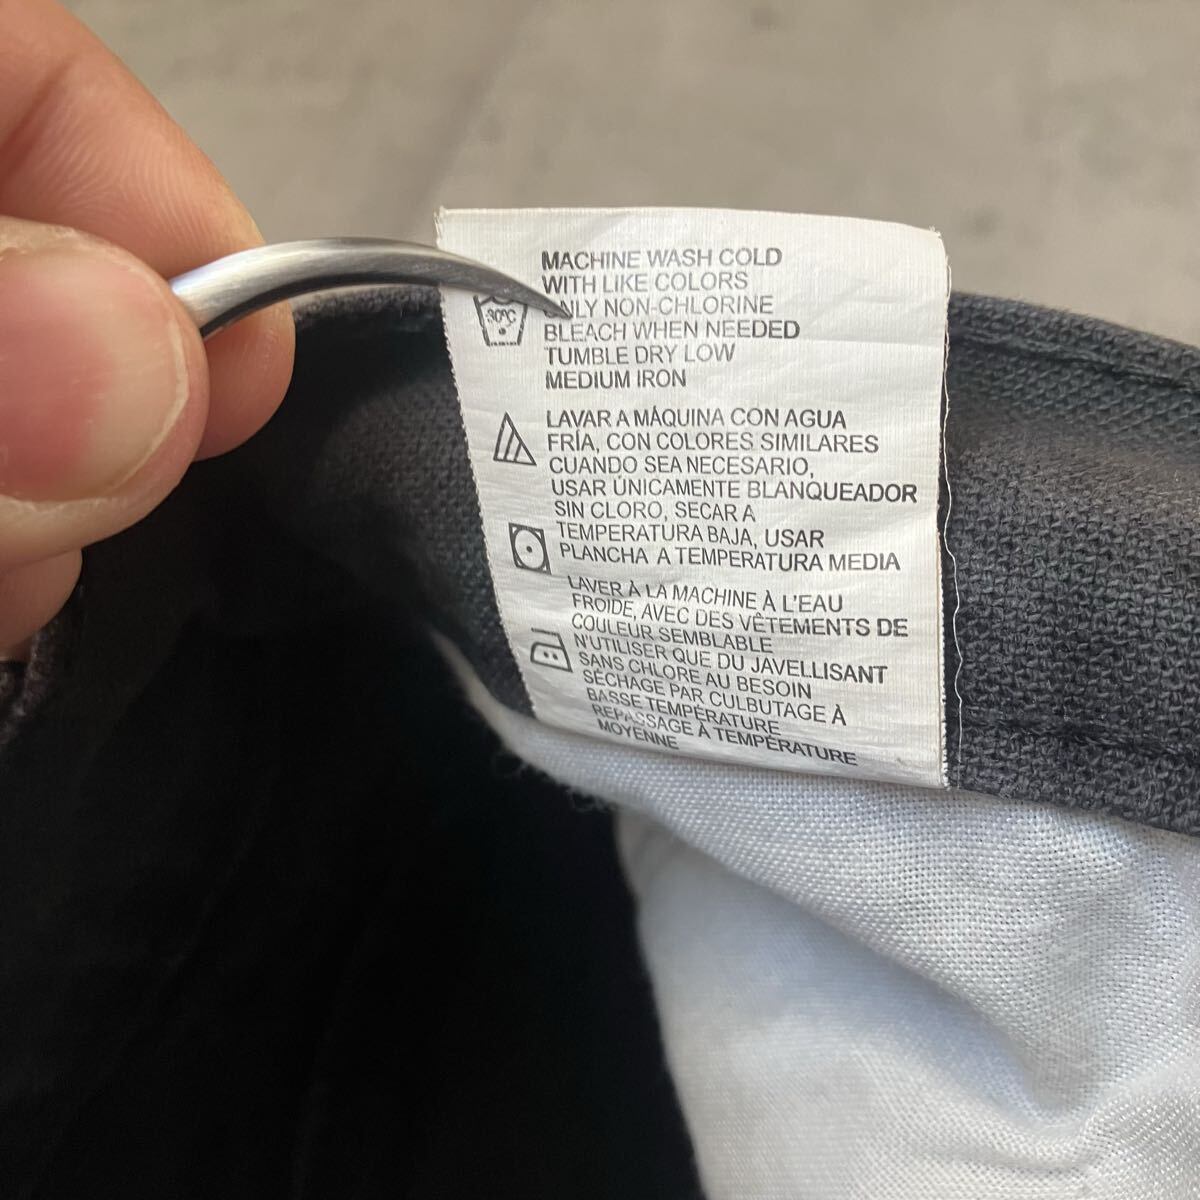 MACHINE WASH COLD
WITH LIKE COLORS
ONLY NON-CHLORINE
BLEACH WHEN NEEDED
TUMBLE DRY LOW
MEDIUM IRON
30°C
LAVAR A MÁQUINA CON AGUA
FRÍA, CON COLORES SIMILARES
CUANDO SEA NECESARIO,
USAR ÚNICAMENTE BLANQUEADOR
SIN CLORO, SECAR A
TEMPERATURA BAJA, USAR
PLANCHA A TEMPERATURA MEDIA
LAVER À LA MACHINE À L'EAU
FROIDE, AVEC DES VÊTEMENTS DE
COULEUR SEMBLABLE
N'UTILISER QUE DU JAVELLISANT
SANS CHLORE AU BESOIN
SÉCHAGE PAR CULBUTAGE À
BASSE TEMPÉRATURE
REPASSAGE À TEMPÉRATURE
MOYENNE